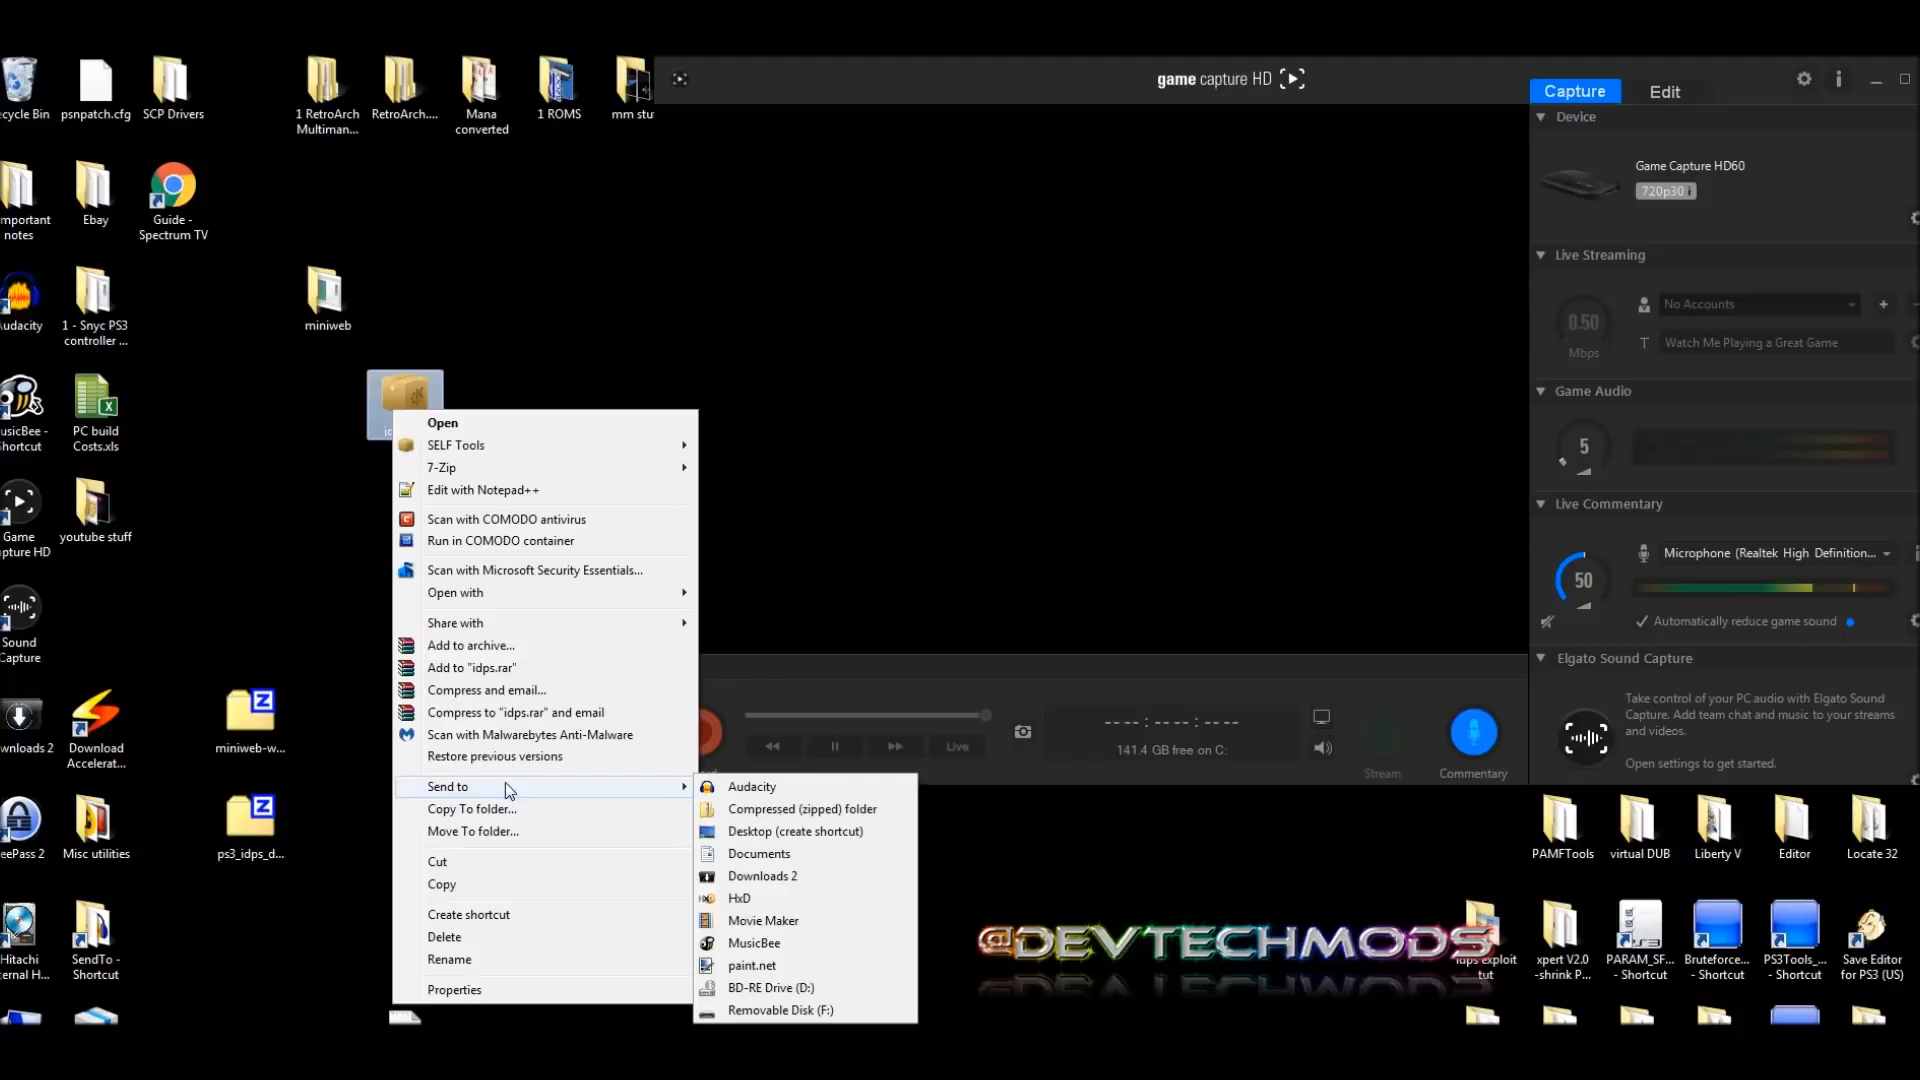 ecycle Bin
psnpatch.cfg
SCP Drivers
1 RetroArch
Multiman...
RetroArch....
Mana
converted
1 ROMS
mm stu
game capture HD
Capture
Edit
Device
Game Capture HD60
720p30 i
mportant
notes
Ebay
Guide -
Spectrum TV
Live Streaming
0.50
Mbps
No Accounts
T
Watch Me Playing a Great Game
udacity
1 - Snyc PS3
controller ...
miniweb
Game Audio
5
usicBee -
hortcut
PC build
Costs.xls
Live Commentary
50
Microphone (Realtek High Definition...
Automatically reduce game sound
Game
pture HD
youtube stuff
Sound
Capture
Elgato Sound Capture
Take control of your PC audio with Elgato Sound
Capture. Add team chat and music to your streams
and videos.
Open settings to get started.
Open
SELF Tools
7-Zip
Edit with Notepad++
Scan with COMODO antivirus
Run in COMODO container
Scan with Microsoft Security Essentials...
Open with
Share with
Add to archive...
Add to "idps.rar"
Compress and email...
Compress to "idps.rar" and email
Scan with Malwarebytes Anti-Malware
Restore previous versions
Send to
Copy To folder...
Move To folder...
Cut
Copy
Create shortcut
Delete
Rename
Properties
Audacity
Compressed (zipped) folder
Desktop (create shortcut)
Documents
Downloads 2
HxD
Movie Maker
MusicBee
paint.net
BD-RE Drive (D:)
Removable Disk (F:)
Live
-- -- : -- -- : -- --
141.4 GB free on C:
Stream
Commentary
wnloads 2
Download
Accelerat...
miniweb-w...
eePass 2
Misc utilities
ps3_idps_d...
Hitachi
ernal H...
SendTo -
Shortcut
@DEVTECHMODS
PAMFTools
virtual DUB
Liberty V
Editor
Locate 32
idps exploit
tut
xpert V2.0
-shrink P...
PARAM_SF...
- Shortcut
Bruteforce...
- Shortcut
PS3Tools_...
- Shortcut
Save Editor
for PS3 (US)